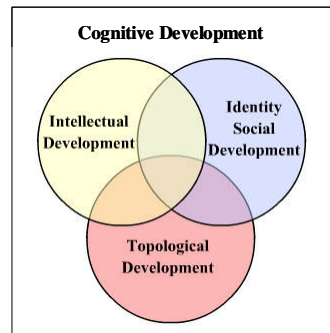 Cognitive Development
Intellectual
Development
Identity
Social
Development
Topological
Development